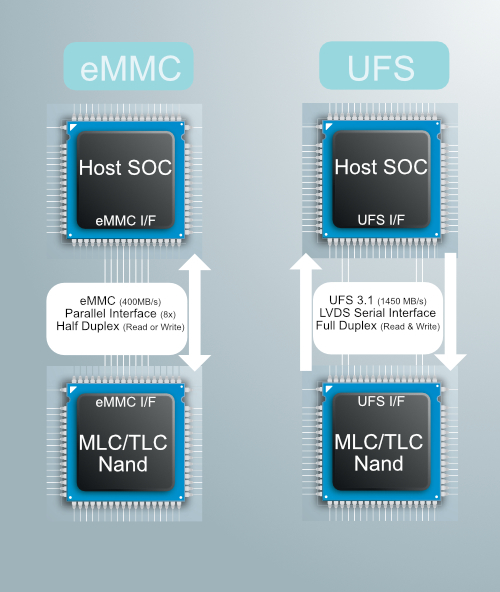 eMMC
Host SOC
eMMC I/F
eMMC (400MB/s)
Parallel Interface (8x)
Half Duplex (Read or Write)
eMMC I/F
MLC/TLC
Nand
UFS
Host SOC
UFS I/F
UFS 3.1 (1450 MB/s)
LVDS Serial Interface
Full Duplex (Read & Write)
UFS I/F
MLC/TLC
Nand